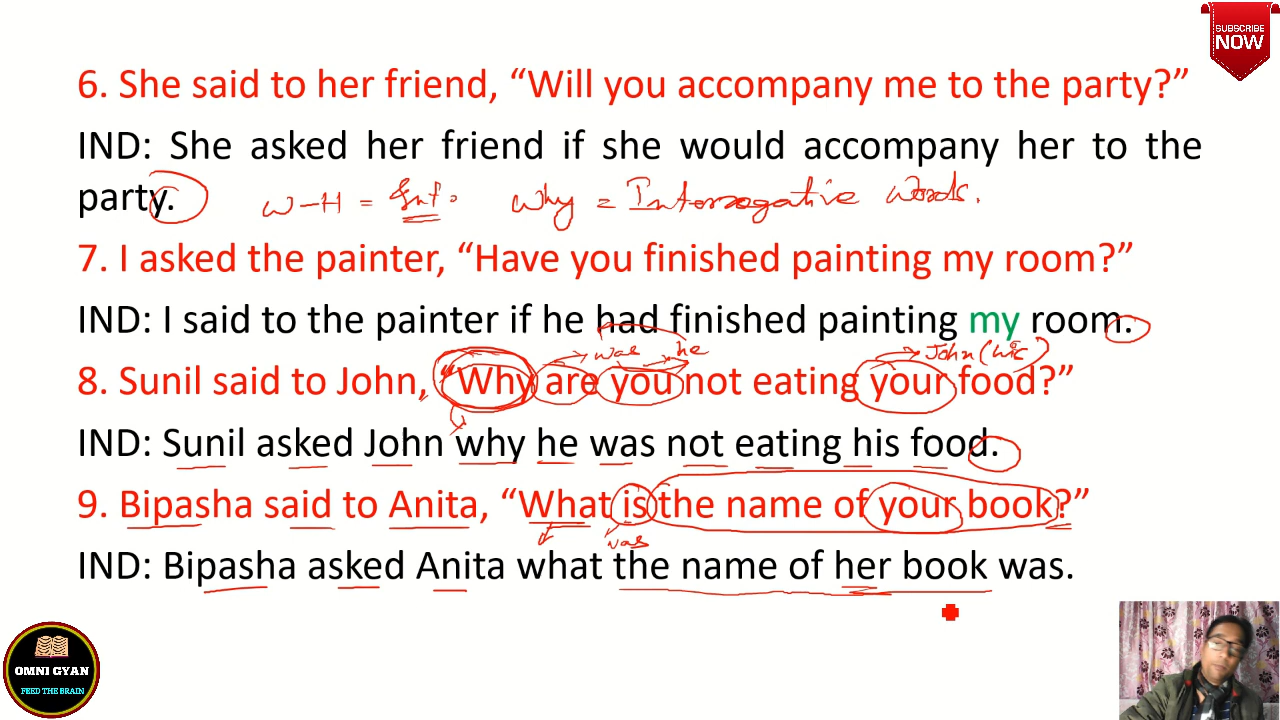 SUBSCRIBE
NOW
6. She said to her friend, “Will you accompany me to the party?”
IND: She asked her friend if she would accompany her to the
party.
W-H = Int. Why = Interrogative words.
7. I asked the painter, “Have you finished painting my room?”
IND: I said to the painter if he had finished painting my room.
was he John (his)
8. Sunil said to John, “Why are you not eating your food?”
IND: Sunil asked John why he was not eating his food.
9. Bipasha said to Anita, “What is the name of your book?”
was
IND: Bipasha asked Anita what the name of her book was.
OMNI GYAN
FEED THE BRAIN